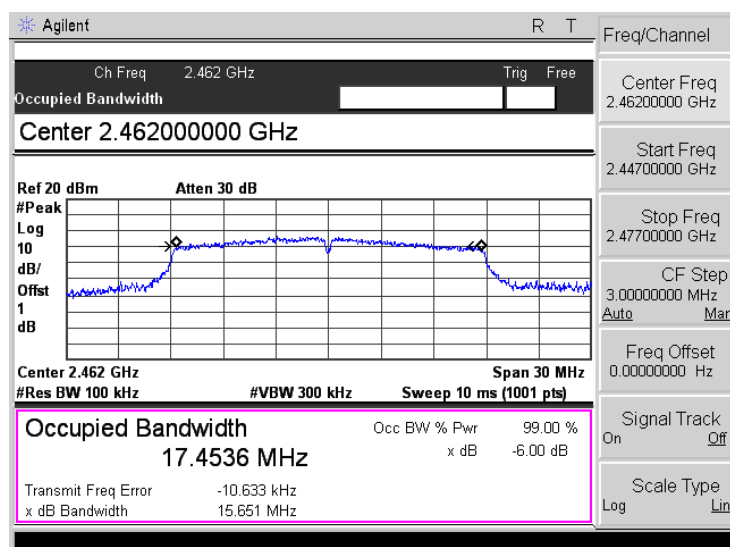 Agilent R T
Ch Freq 2.462 GHz Trig Free
Occupied Bandwidth
Center 2.462000000 GHz
Ref 20 dBm Atten 30 dB
#Peak
Log
10
dB/
Offst
1
dB
Center 2.462 GHz Span 30 MHz
#Res BW 100 kHz #VBW 300 kHz Sweep 10 ms (1001 pts)
Occupied Bandwidth
17.4536 MHz
Occ BW % Pwr 99.00 %
x dB -6.00 dB
Transmit Freq Error -10.633 kHz
x dB Bandwidth 15.651 MHz
Freq/Channel
Center Freq
2.46200000 GHz
Start Freq
2.44700000 GHz
Stop Freq
2.47700000 GHz
CF Step
3.00000000 MHz
Auto Man
Freq Offset
0.00000000 Hz
Signal Track
On Off
Scale Type
Log Lin